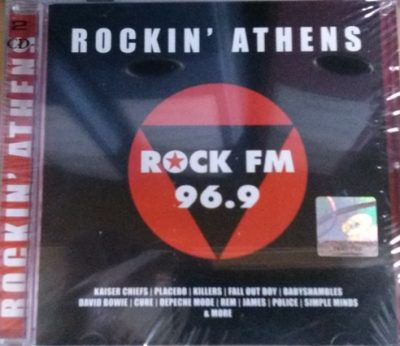 ROCKIN' ATHENS
2
CD
ROCKIN' ATHENS
ROCK FM
96.9
KAISER CHIEFS | PLACEBO | KILLERS | FALL OUT BOY | BABYSHAMBLES
DAVID BOWIE | CURE | DEPECHE MODE | REM | JAMES | POLICE | SIMPLE MINDS
& MORE